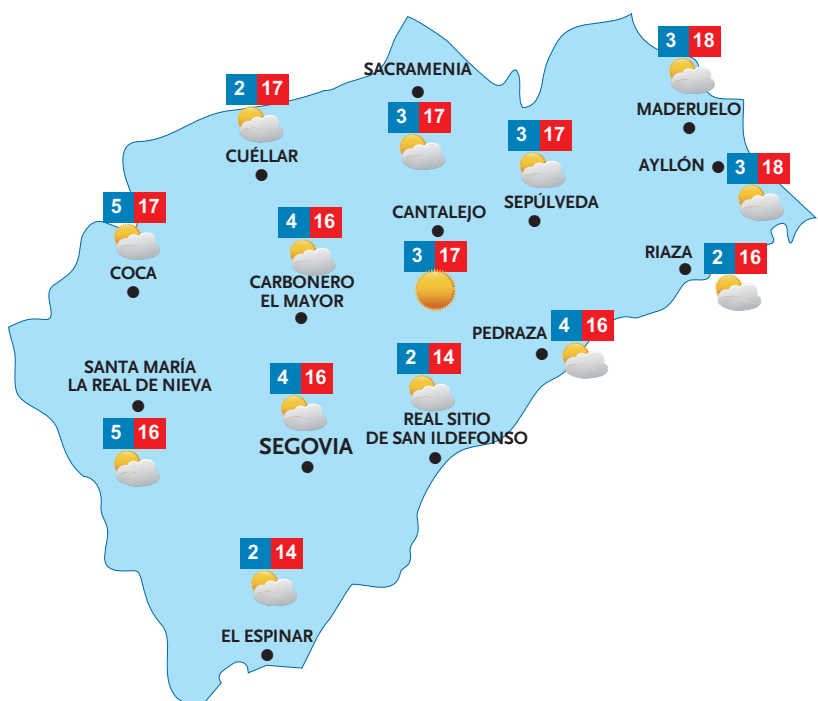 3 18
MADERUELO
SACRAMENIA
3 17
2 17
CUÉLLAR
3 17
SEPÚLVEDA
AYLLÓN
3 18
5 17
COCA
4 16
CARBONERO
EL MAYOR
CANTALEJO
3 17
RIAZA
2 16
PEDRAZA
4 16
SANTA MARÍA
LA REAL DE NIEVA
5 16
4 16
SEGOVIA
2 14
REAL SITIO
DE SAN ILDEFONSO
2 14
EL ESPINAR